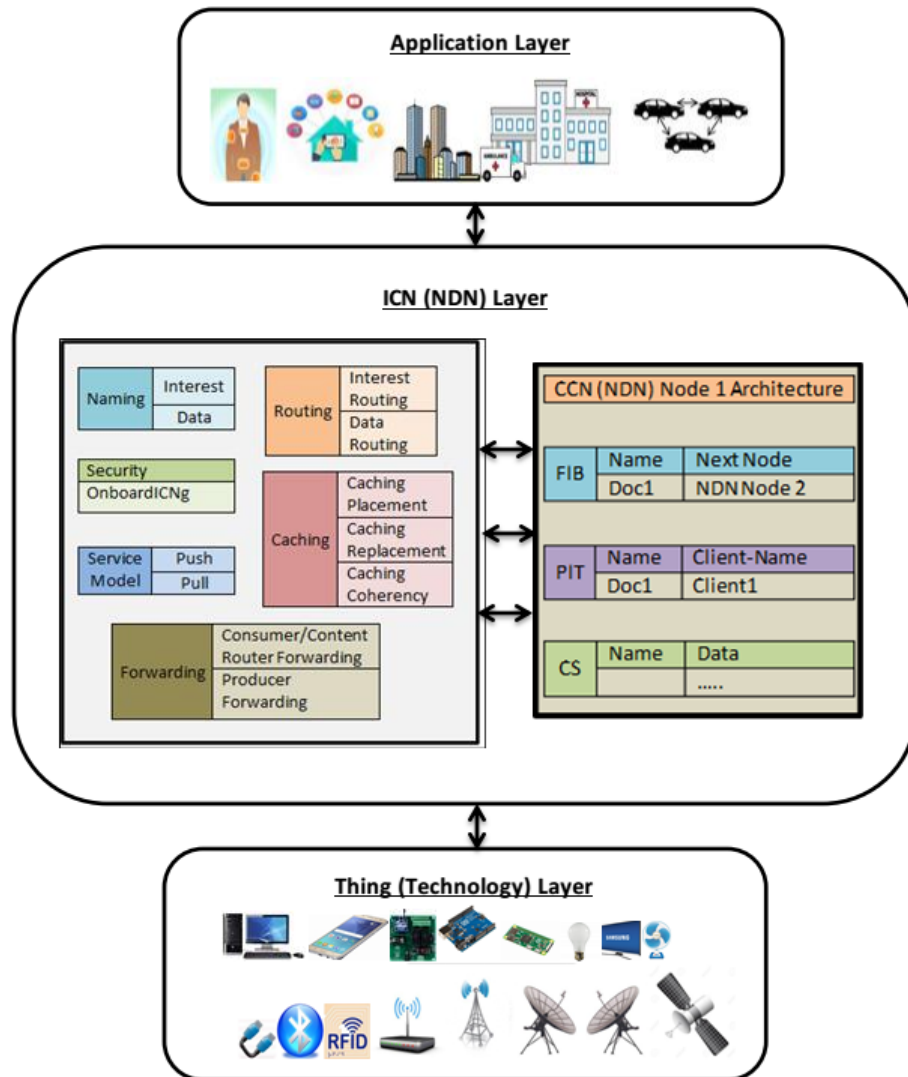 Application Layer
HOSPITAL
AMBULANCE
ICN (NDN) Layer
Naming
Interest
Data
Routing
Interest
Routing
Data
Routing
Security
OnboardICNg
Caching
Caching
Placement
Caching
Replacement
Caching
Coherency
Service
Model
Push
Pull
Forwarding
Consumer/Content
Router Forwarding
Producer
Forwarding
CCN (NDN) Node 1 Architecture
FIB
Name
Next Node
Doc1
NDN Node 2
PIT
Name
Client-Name
Doc1
Client1
CS
Name
Data
.....
Thing (Technology) Layer
SAMSUNG
RFID